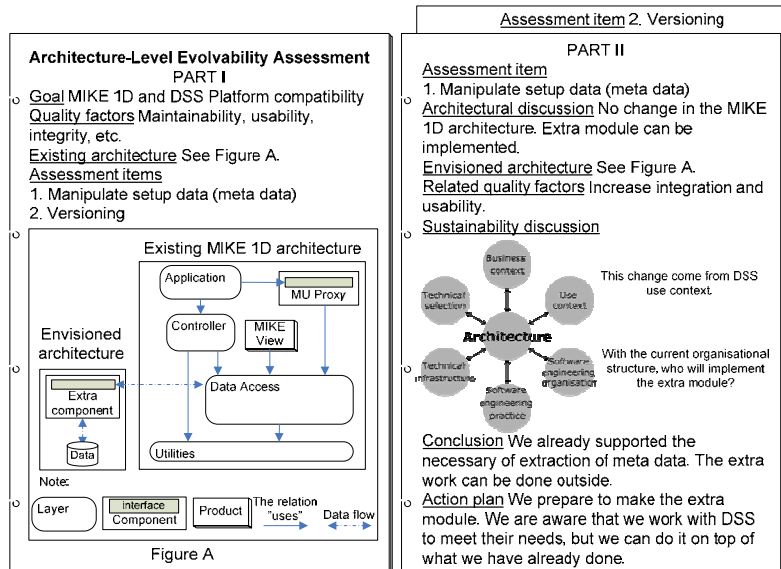 Architecture-Level Evolvability Assessment
PART I
Goal MIKE 1D and DSS Platform compatibility
Quality factors Maintainability, usability,
integrity, etc.
Existing architecture See Figure A.
Assessment items
1. Manipulate setup data (meta data)
2. Versioning
Existing MIKE 1D architecture
Application
MU Proxy
Controller
MIKE
View
Envisioned
architecture
Extra
component
Data Access
Data
Utilities
Note:
Layer
interface
Component
Product
The relation
"uses"
Data flow
Figure A
Assessment item 2. Versioning
PART II
Assessment item
1. Manipulate setup data (meta data)
Architectural discussion No change in the MIKE
1D architecture. Extra module can be
implemented.
Envisioned architecture See Figure A.
Related quality factors Increase integration and
usability.
Sustainability discussion
Business
context
Technical
selection
Use
context
Architecture
Technical
infrastructure
Software
engineering
organisation
Software
engineering
practice
This change come from DSS
use context.
With the current organisational
structure, who will implement
the extra module?
Conclusion We already supported the
necessary of extraction of meta data. The extra
work can be done outside.
Action plan We prepare to make the extra
module. We are aware that we work with DSS
to meet their needs, but we can do it on top of
what we have already done.